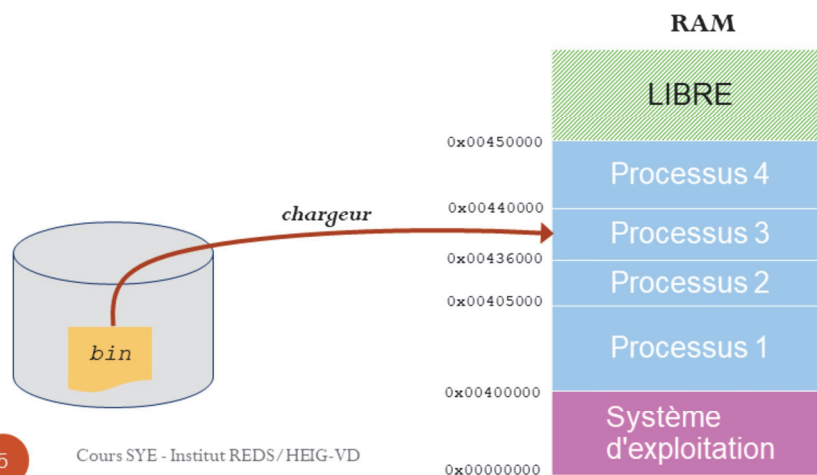 RAM
LIBRE
0x00450000
Processus 4
0x00440000
chargeur
Processus 3
0x00436000
Processus 2
0x00405000
bin
Processus 1
0x00400000
Système
d'exploitation
0x00000000
5
Cours SYE - Institut REDS/HEIG-VD